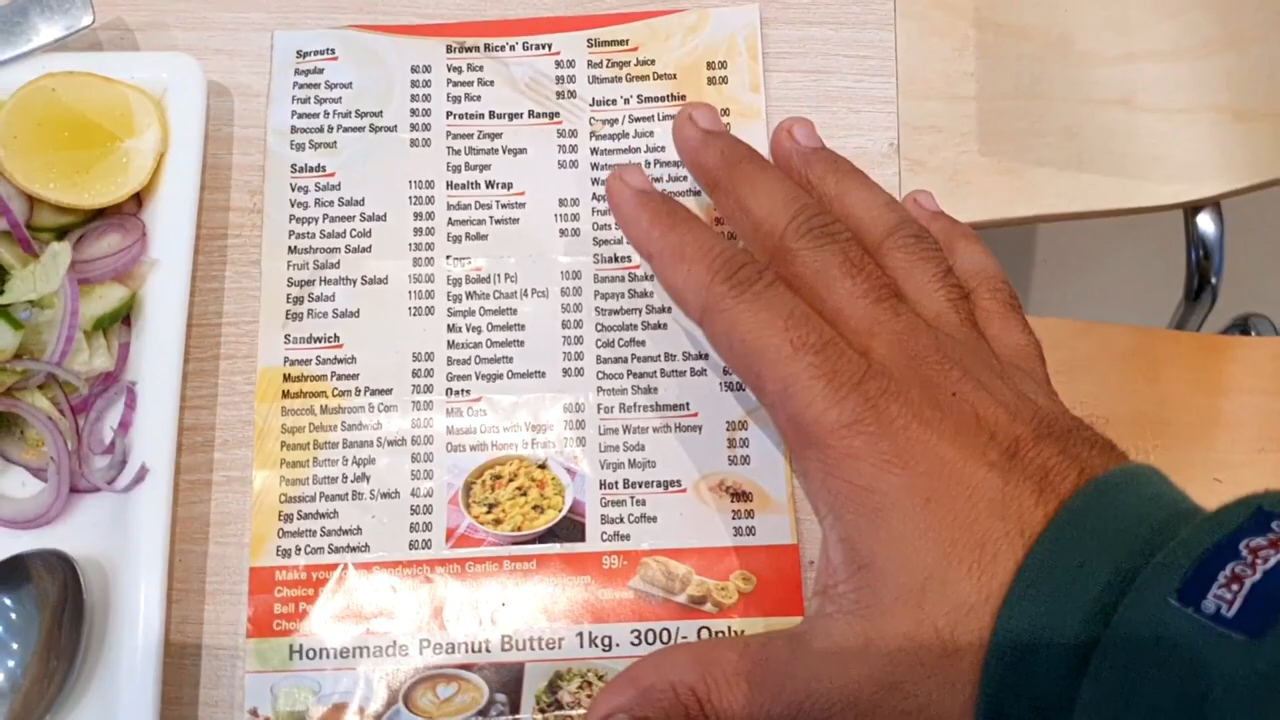 Sprouts
Regular 60.00
Paneer Sprout 80.00
Fruit Sprout 80.00
Paneer & Fruit Sprout 90.00
Broccoli & Paneer Sprout 90.00
Egg Sprout 80.00
Salads
Veg. Salad 110.00
Veg. Rice Salad 120.00
Peppy Paneer Salad 99.00
Pasta Salad Cold 99.00
Mushroom Salad 130.00
Fruit Salad 80.00
Super Healthy Salad 150.00
Egg Salad 110.00
Egg Rice Salad 120.00
Sandwich
Paneer Sandwich 50.00
Mushroom Paneer 60.00
Mushroom, Corn & Paneer 70.00
Broccoli, Mushroom & Corn 70.00
Super Deluxe Sandwich 80.00
Peanut Butter Banana S/wich 60.00
Peanut Butter & Apple 60.00
Peanut Butter & Jelly 50.00
Classical Peanut Btr. S/wich 40.00
Egg Sandwich 50.00
Omelette Sandwich 60.00
Egg & Corn Sandwich 60.00
Brown Rice'n' Gravy
Veg. Rice 90.00
Paneer Rice 99.00
Egg Rice 99.00
Protein Burger Range
Paneer Zinger 50.00
The Ultimate Vegan 70.00
Egg Burger 50.00
Health Wrap
Indian Desi Twister 80.00
American Twister 110.00
Egg Roller 90.00
Eggs
Egg Boiled (1 Pc) 10.00
Egg White Chaat (4 Pcs) 60.00
Simple Omelette 50.00
Mix Veg. Omelette 60.00
Mexican Omelette 70.00
Bread Omelette 70.00
Green Veggie Omelette 90.00
Oats
Milk Oats 60.00
Masala Oats with Veggie 70.00
Oats with Honey & Fruits 70.00
Slimmer
Red Zinger Juice 80.00
Ultimate Green Detox 80.00
Juice 'n' Smoothie
Orange / Sweet Lime
Pineapple Juice
Watermelon Juice
& 
Kiwi Juice
Smoothie
Fruit
Oats
Special
Shakes
Banana Shake
Papaya Shake
Strawberry Shake
Chocolate Shake
Cold Coffee
Banana Peanut Btr. Shake
Choco Peanut Butter Bolt
Protein Shake 150.00
For Refreshment
Lime Water with Honey 20.00
Lime Soda 30.00
Virgin Mojito 50.00
Hot Beverages
Green Tea 20.00
Black Coffee 20.00
Coffee 30.00
Make your own Sandwich with Garlic Bread 99/-
Choice
Bell
Homemade Peanut Butter 1kg. 300/- Only
SPORT